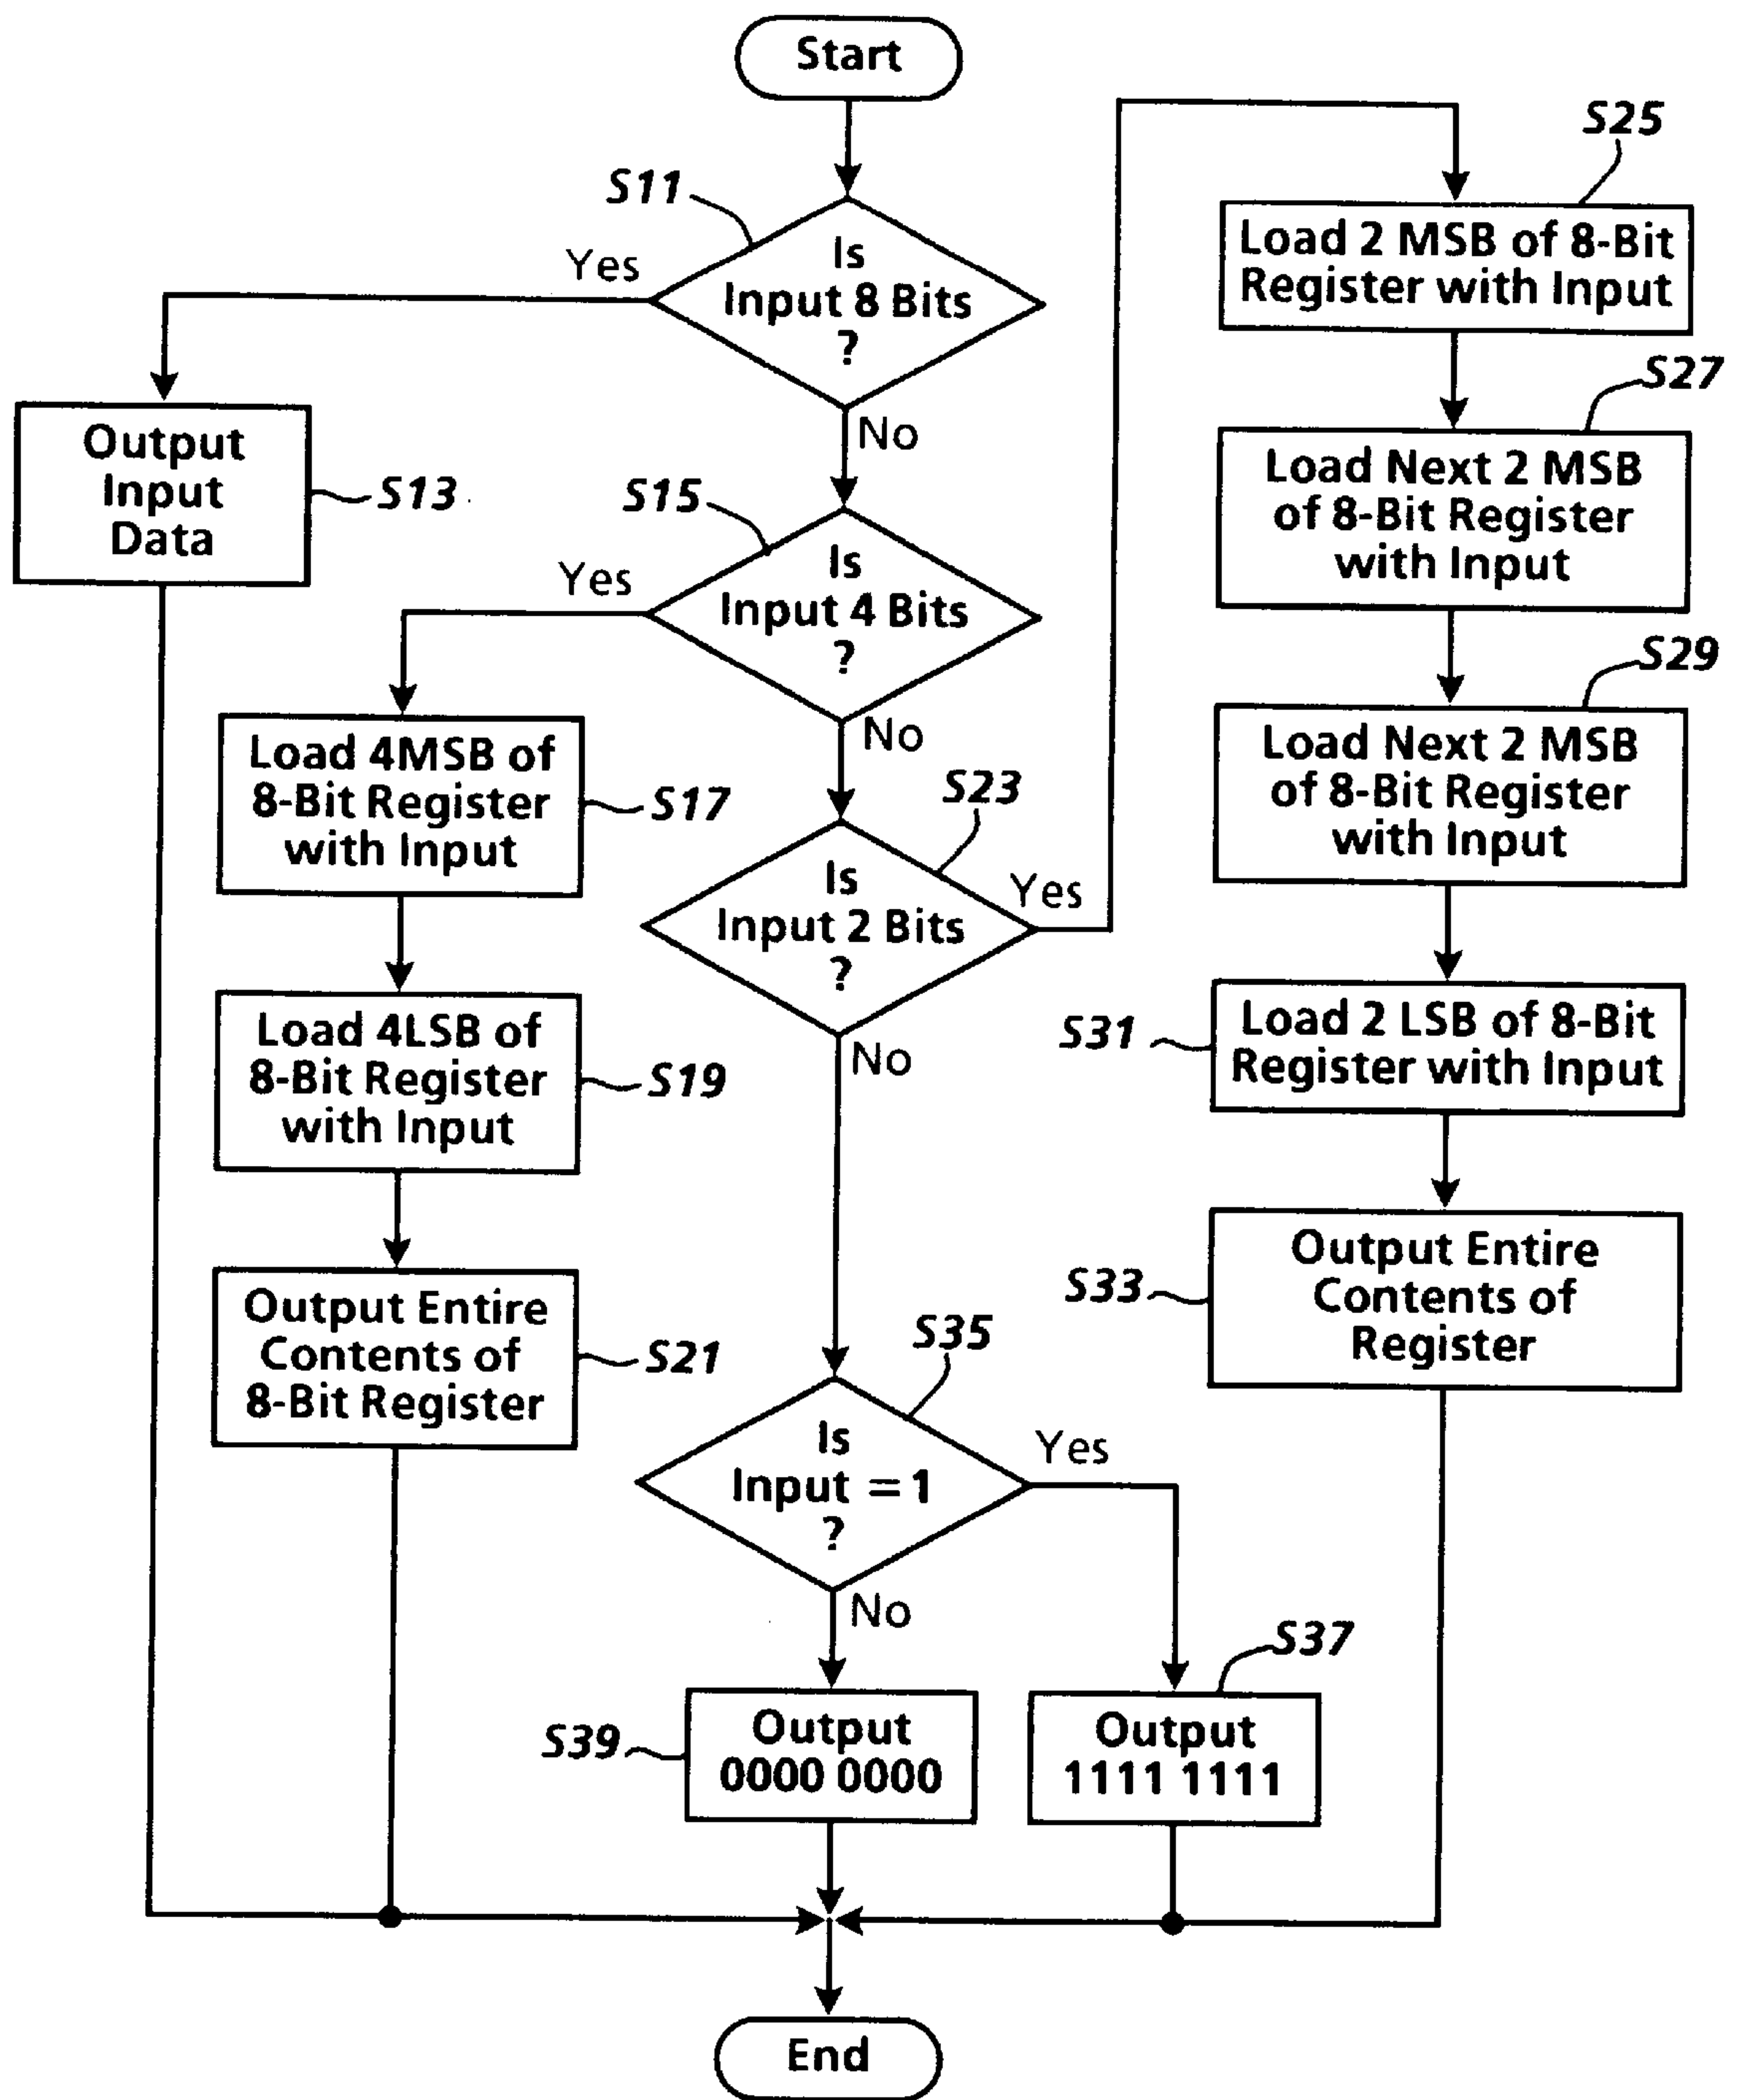 Start
S11
Is
Input 8 Bits
?
Yes
No
Output
Input
Data
S13
S15
Is
Input 4 Bits
?
Yes
No
Load 4MSB of
8-Bit Register
with Input
S17
Load 4LSB of
8-Bit Register
with Input
S19
Output Entire
Contents of
8-Bit Register
S21
S23
Is
Input 2 Bits
?
Yes
No
S25
Load 2 MSB of 8-Bit
Register with Input
S27
Load Next 2 MSB
of 8-Bit Register
with Input
S29
Load Next 2 MSB
of 8-Bit Register
with Input
S31
Load 2 LSB of 8-Bit
Register with Input
S33
Output Entire
Contents of
Register
S35
Is
Input =1
?
Yes
No
S37
Output
1111 1111
S39
Output
0000 0000
End